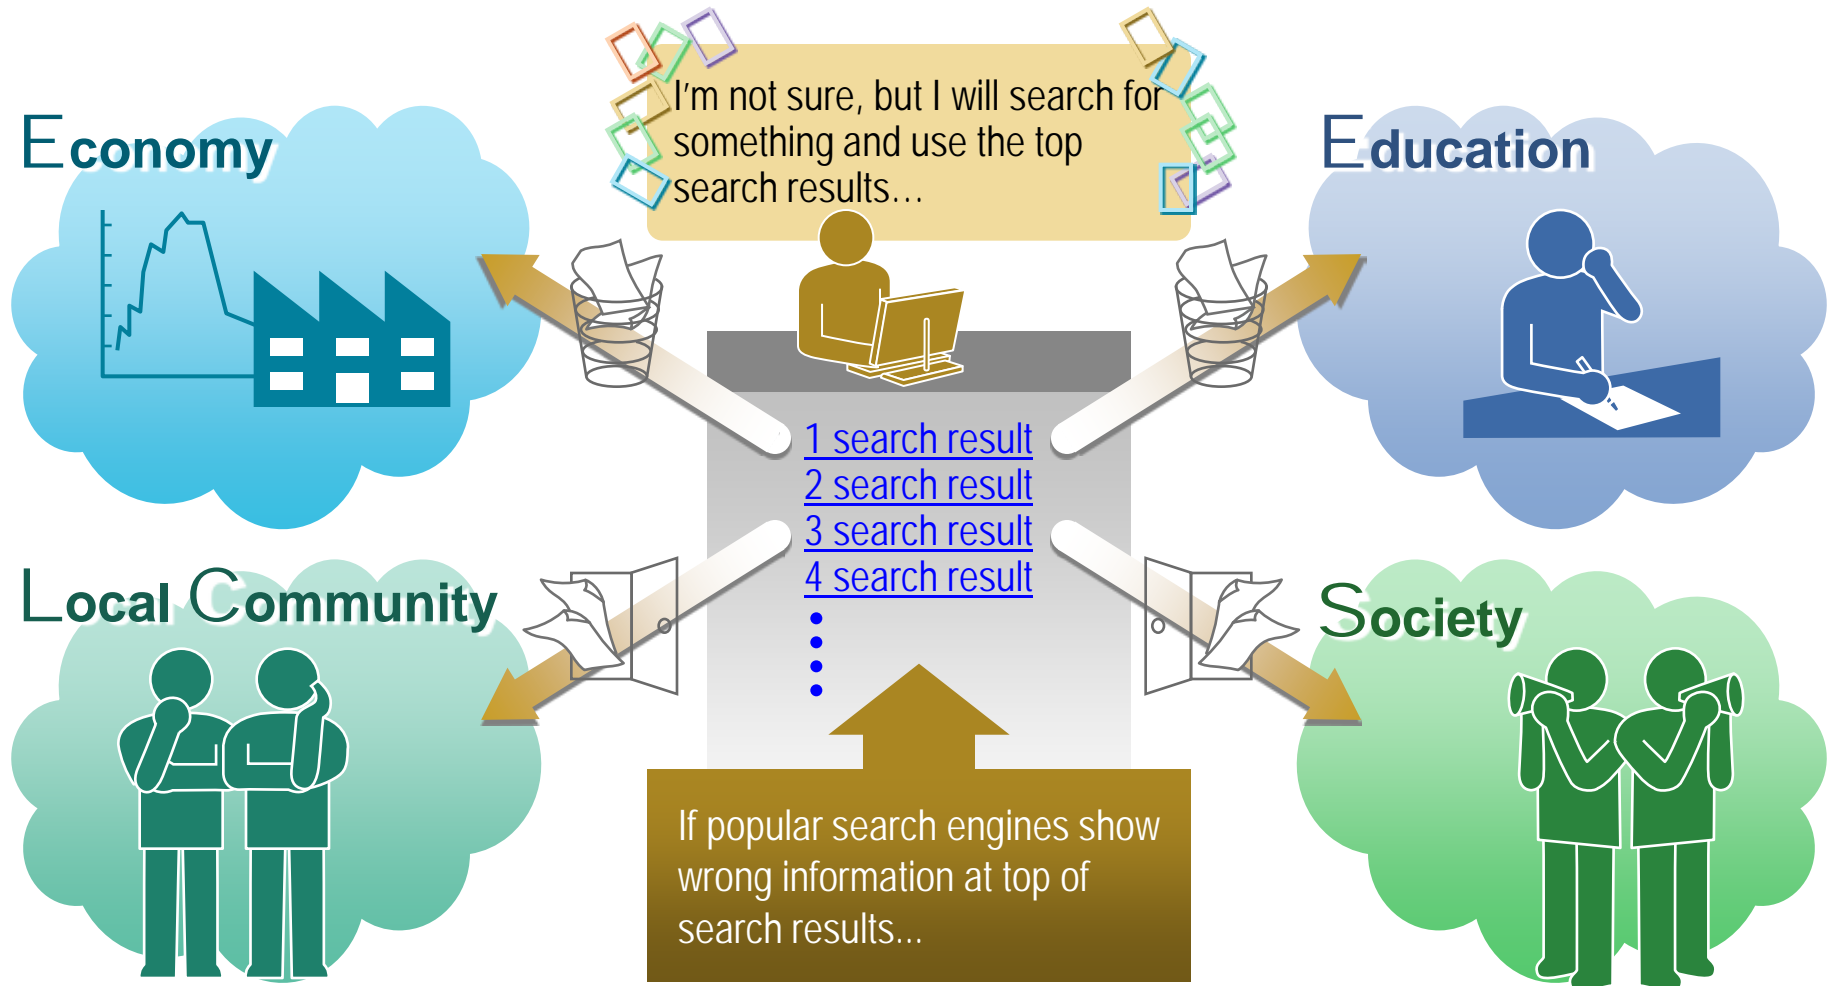 I'm not sure, but I will search for
something and use the top
search results…
Economy
Education
1 search result
2 search result
3 search result
4 search result
Local Community
Society
If popular search engines show
wrong information at top of
search results...